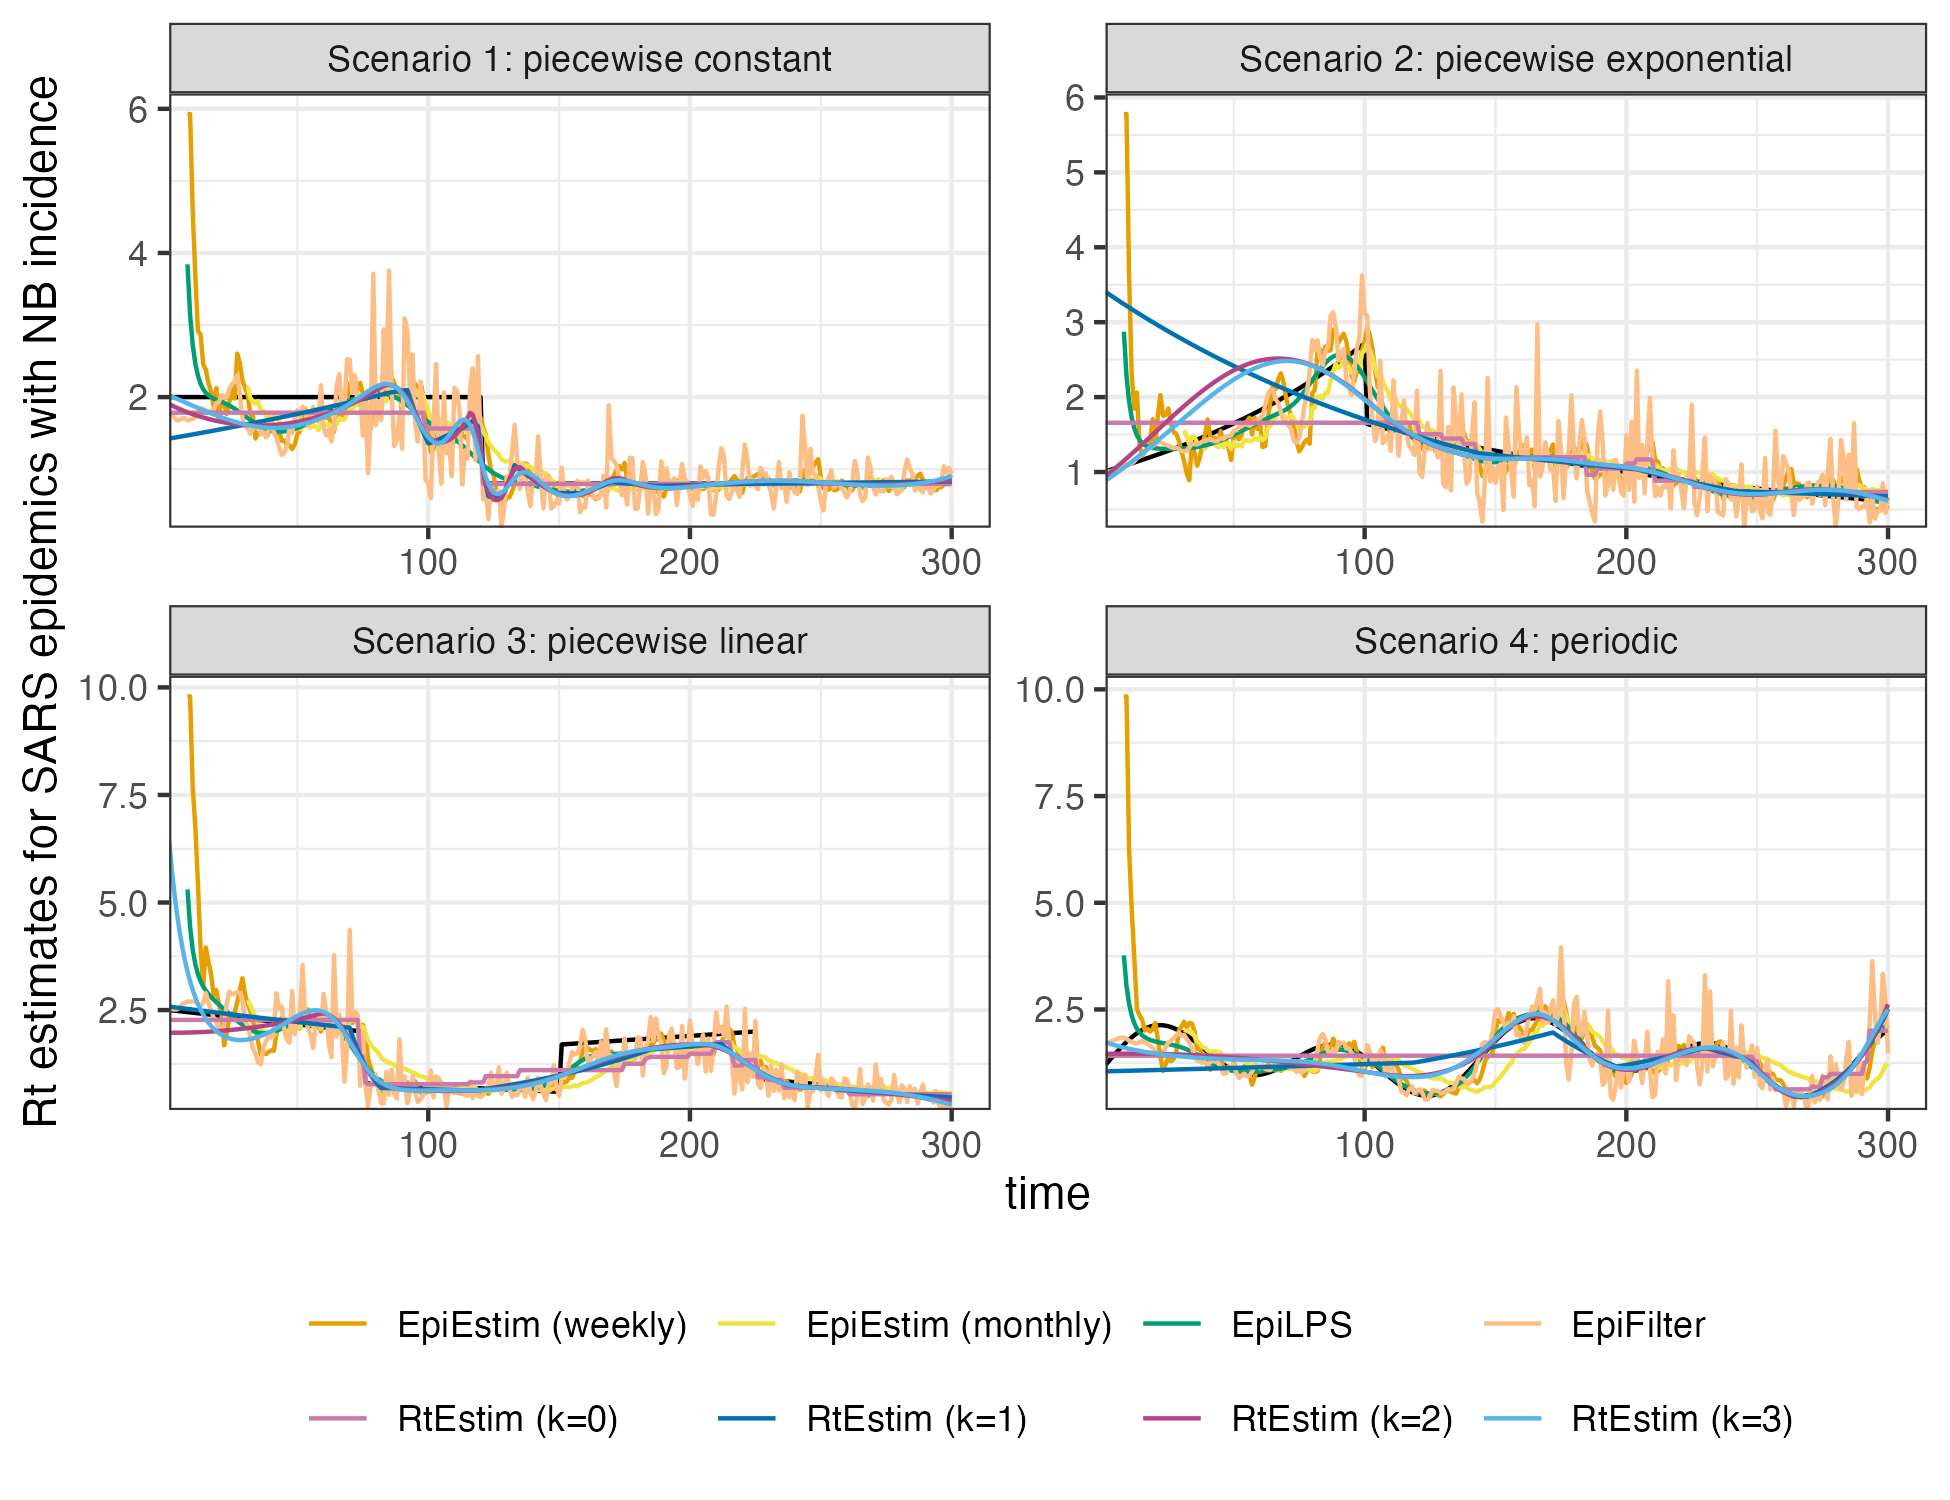 Rt estimates for SARS epidemics with NB incidence
Scenario 1: piecewise constant
6
4
2
100 200 300
Scenario 2: piecewise exponential
6
5
4
3
2
1
100 200 300
Scenario 3: piecewise linear
10.0
7.5
5.0
2.5
100 200 300
Scenario 4: periodic
10.0
7.5
5.0
2.5
100 200 300
time
EpiEstim (weekly) EpiEstim (monthly) EpiLPS EpiFilter
RtEstim (k=0) RtEstim (k=1) RtEstim (k=2) RtEstim (k=3)